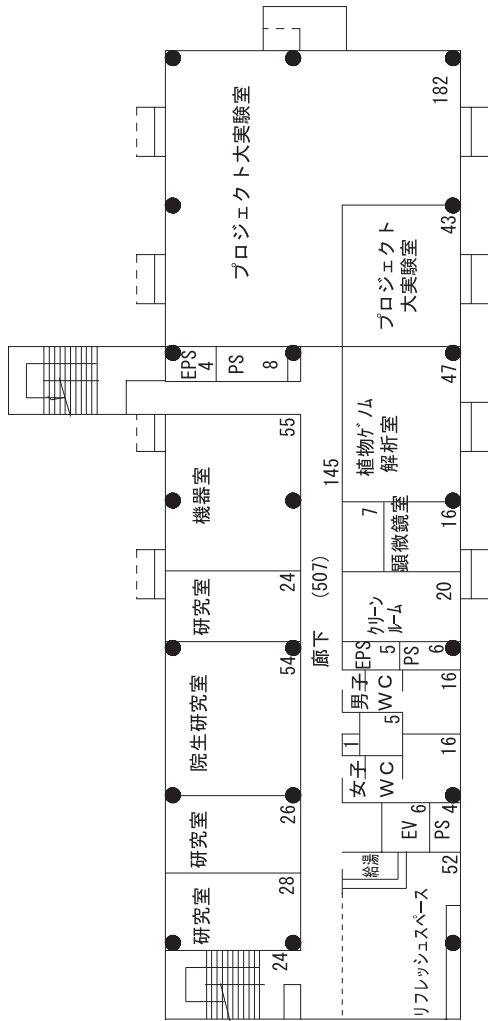 プロジェクト大実験室
182
プロジェクト
大実験室
43
EPS
4
PS
8
植物ｹﾞﾉﾑ
解析室
47
145
機器室
55
7
顕微鏡室
16
研究室
24
廊下 (507)
クリーン
ルーム
20
EPS
5
PS
6
院生研究室
54
男子
WC
16
5
1
女子
WC
16
研究室
26
EV
6
PS
4
給湯
研究室
28
52
リフレッシュスペース
24